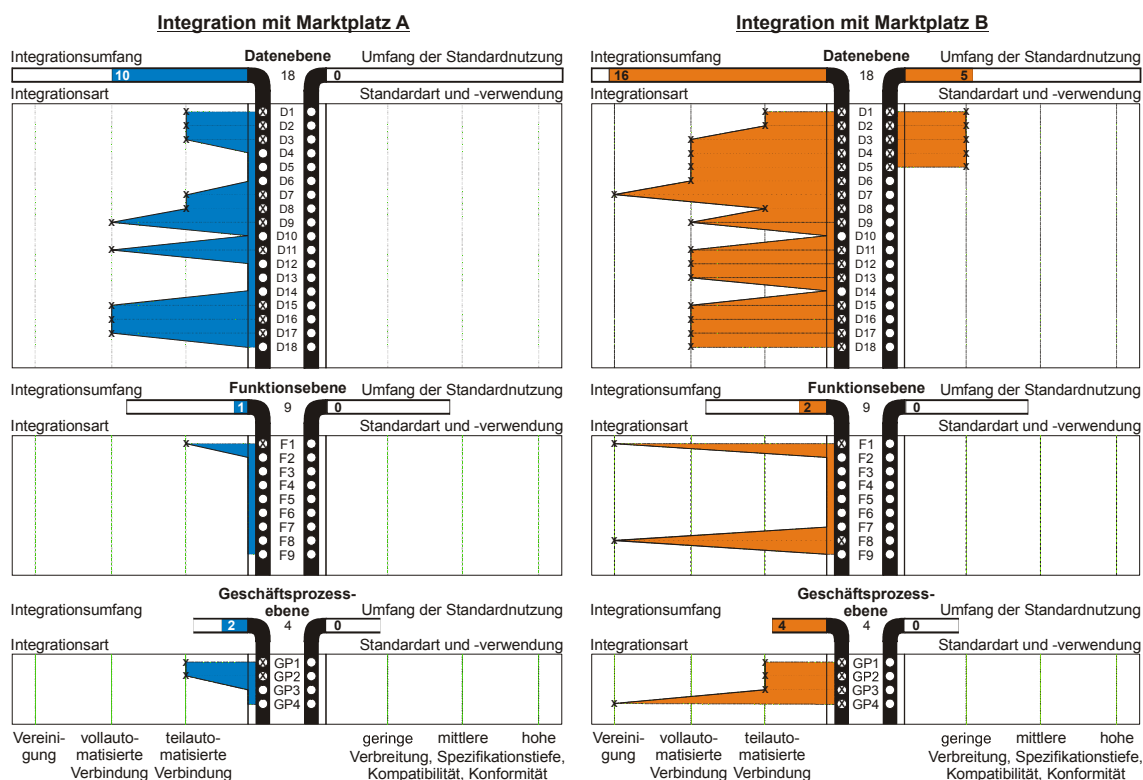 Integration mit Marktplatz A
Integrationsumfang
Datenebene
Umfang der Standardnutzung
10
18
0
Integrationsart
Standardart und -verwendung
D1
D2
D3
D4
D5
D6
D7
D8
D9
D10
D11
D12
D13
D14
D15
D16
D17
D18
Integrationsumfang
Funktionsebene
Umfang der Standardnutzung
1
9
0
Integrationsart
Standardart und -verwendung
F1
F2
F3
F4
F5
F6
F7
F8
F9
Integrationsumfang
Geschäftsprozess-
ebene
Umfang der Standardnutzung
2
4
0
Integrationsart
Standardart und -verwendung
GP1
GP2
GP3
GP4
Vereini-
gung
vollauto-
matisierte
Verbindung
teilauto-
matisierte
Verbindung
geringe mittlere hohe
Verbreitung, Spezifikationstiefe,
Kompatibilität, Konformität
Integration mit Marktplatz B
Integrationsumfang
Datenebene
Umfang der Standardnutzung
16
18
5
Integrationsart
Standardart und -verwendung
D1
D2
D3
D4
D5
D6
D7
D8
D9
D10
D11
D12
D13
D14
D15
D16
D17
D18
Integrationsumfang
Funktionsebene
Umfang der Standardnutzung
2
9
0
Integrationsart
Standardart und -verwendung
F1
F2
F3
F4
F5
F6
F7
F8
F9
Integrationsumfang
Geschäftsprozess-
ebene
Umfang der Standardnutzung
4
4
0
Integrationsart
Standardart und -verwendung
GP1
GP2
GP3
GP4
Vereini-
gung
vollauto-
matisierte
Verbindung
teilauto-
matisierte
Verbindung
geringe mittlere hohe
Verbreitung, Spezifikationstiefe,
Kompatibilität, Konformität